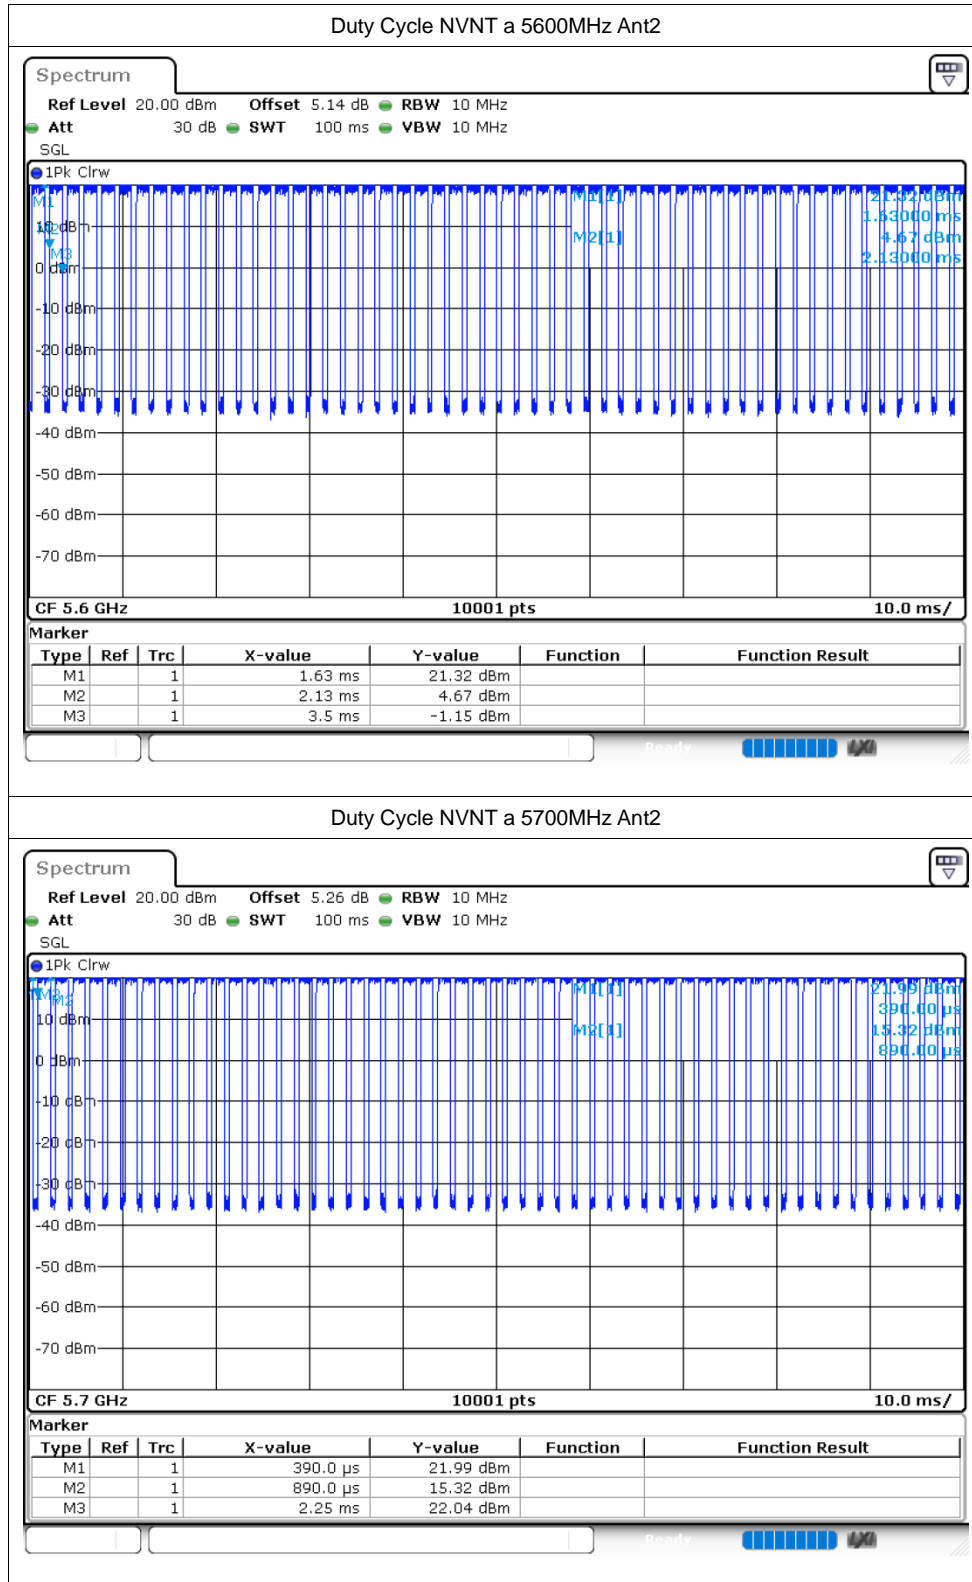 Duty Cycle NVNT a 5600MHz Ant2
Spectrum
Ref Level 20.00 dBm Offset 5.14 dB RBW 10 MHz
Att 30 dB SWT 100 ms VBW 10 MHz
SGL
1Pk Clrw
M1 M1[1] 21.32 dBm
1.63000 ms
10 dBm M2 M2[1] 4.67 dBm
M3 2.13000 ms
0 dBm
-10 dBm
-20 dBm
-30 dBm
-40 dBm
-50 dBm
-60 dBm
-70 dBm
CF 5.6 GHz 10001 pts 10.0 ms/
Marker
Type Ref Trc X-value Y-value Function Function Result
M1 1 1.63 ms 21.32 dBm
M2 1 2.13 ms 4.67 dBm
M3 1 3.5 ms -1.15 dBm
Ready LXI
Duty Cycle NVNT a 5700MHz Ant2
Spectrum
Ref Level 20.00 dBm Offset 5.26 dB RBW 10 MHz
Att 30 dB SWT 100 ms VBW 10 MHz
SGL
1Pk Clrw
M3 M2 M1[1] 21.99 dBm
390.00 µs
10 dBm M2[1] 15.32 dBm
890.00 µs
0 dBm
-10 dBm
-20 dBm
-30 dBm
-40 dBm
-50 dBm
-60 dBm
-70 dBm
CF 5.7 GHz 10001 pts 10.0 ms/
Marker
Type Ref Trc X-value Y-value Function Function Result
M1 1 390.0 µs 21.99 dBm
M2 1 890.0 µs 15.32 dBm
M3 1 2.25 ms 22.04 dBm
Ready LXI